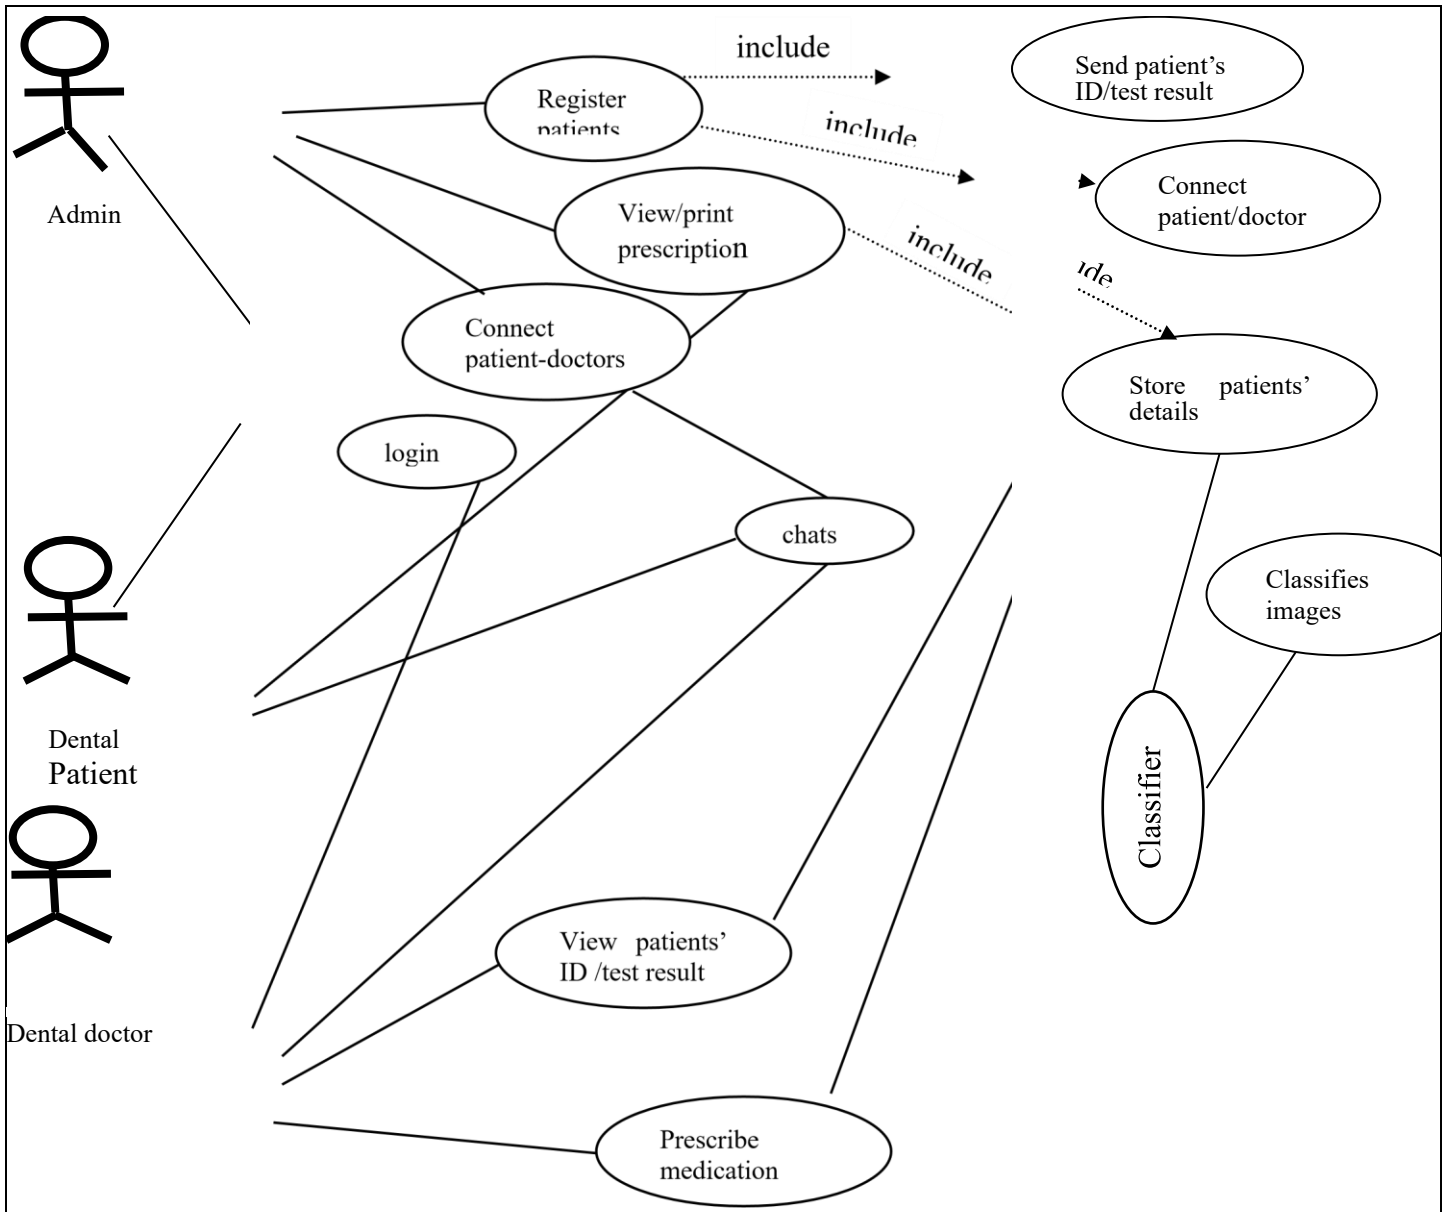 include
Send patient’s
ID/test result
Register
patients
include
Connect
patient/doctor
Admin
View/print
prescription
include
ide
Connect
patient-doctors
Store patients’
details
login
chats
Classifies
images
Dental
Patient
Classifier
View patients’
ID /test result
Dental doctor
Prescribe
medication